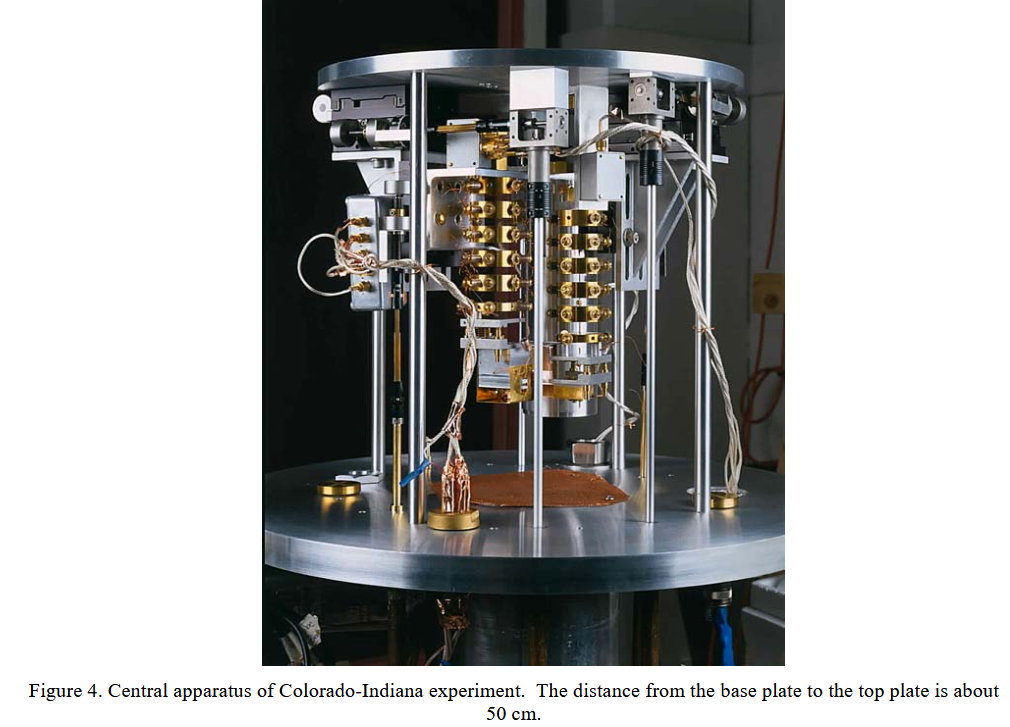 Figure 4. Central apparatus of Colorado-Indiana experiment.  The distance from the base plate to the top plate is about
50 cm.